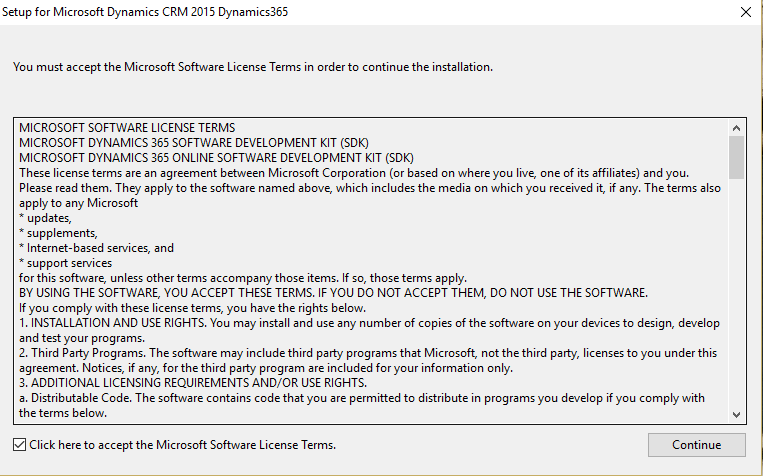 Setup for Microsoft Dynamics CRM 2015 Dynamics365
You must accept the Microsoft Software License Terms in order to continue the installation.
MICROSOFT SOFTWARE LICENSE TERMS
MICROSOFT DYNAMICS 365 SOFTWARE DEVELOPMENT KIT (SDK)
MICROSOFT DYNAMICS 365 ONLINE SOFTWARE DEVELOPMENT KIT (SDK)
These license terms are an agreement between Microsoft Corporation (or based on where you live, one of its affiliates) and you.
Please read them. They apply to the software named above, which includes the media on which you received it, if any. The terms also
apply to any Microsoft
* updates,
* supplements,
* Internet-based services, and
* support services
for this software, unless other terms accompany those items. If so, those terms apply.
BY USING THE SOFTWARE, YOU ACCEPT THESE TERMS. IF YOU DO NOT ACCEPT THEM, DO NOT USE THE SOFTWARE.
If you comply with these license terms, you have the rights below.
1. INSTALLATION AND USE RIGHTS. You may install and use any number of copies of the software on your devices to design, develop
and test your programs.
2. Third Party Programs. The software may include third party programs that Microsoft, not the third party, licenses to you under this
agreement. Notices, if any, for the third party program are included for your information only.
3. ADDITIONAL LICENSING REQUIREMENTS AND/OR USE RIGHTS.
a. Distributable Code. The software contains code that you are permitted to distribute in programs you develop if you comply with
the terms below.
Click here to accept the Microsoft Software License Terms.
Continue